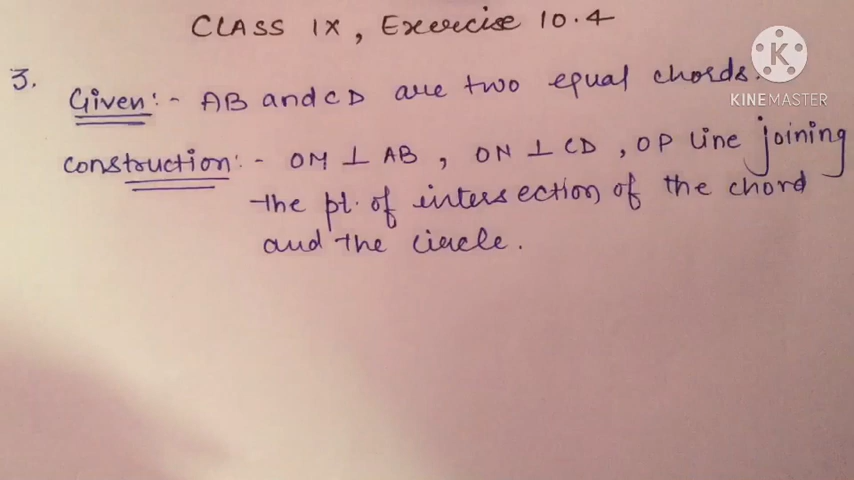 CLASS IX, Exercise 10.4
K
KINEMASTER
3. Given:- AB and CD are two equal chords.
construction:- OM ⊥ AB, ON ⊥ CD, OP line joining
the pt. of intersection of the chord
and the circle.